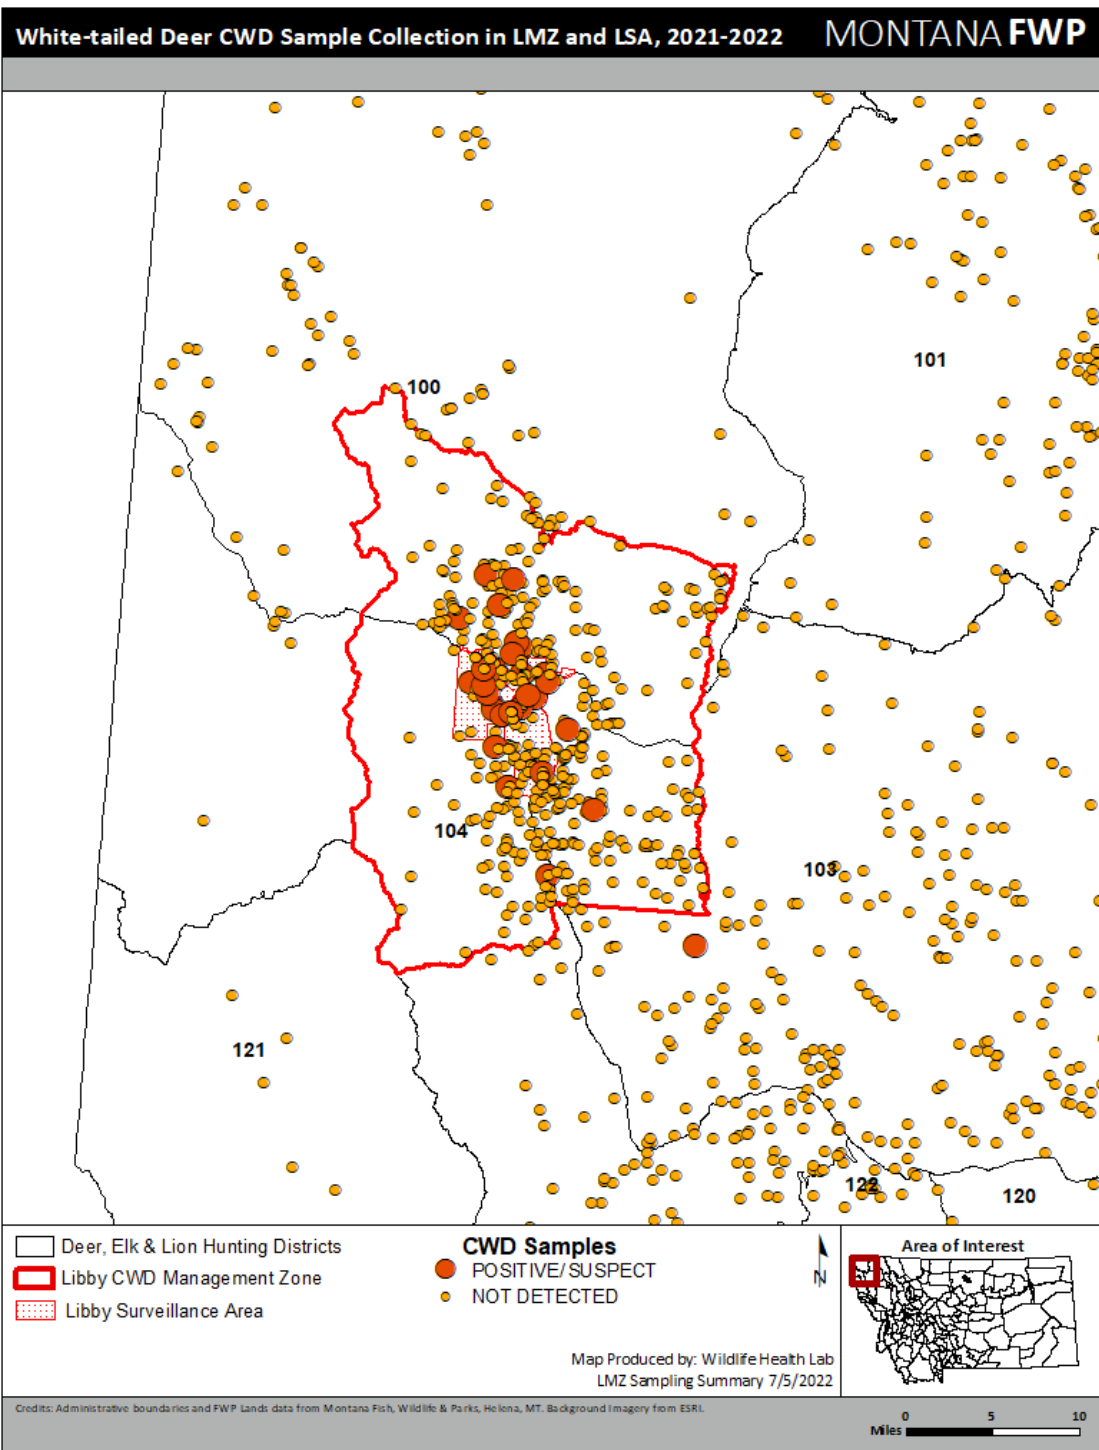 White-tailed Deer CWD Sample Collection in LMZ and LSA, 2021-2022 MONTANA FWP
101
100
104
103
121
122
120
Deer, Elk & Lion Hunting Districts
Libby CWD Management Zone
Libby Surveillance Area
CWD Samples
POSITIVE/SUSPECT
NOT DETECTED
N
Map Produced by: Wildlife Health Lab
LMZ Sampling Summary 7/5/2022
Area of Interest
Credits: Administrative boundaries and FWP Lands data from Montana Fish, Wildlife & Parks, Helena, MT. Background Imagery from ESRI.
0 5 10
Miles